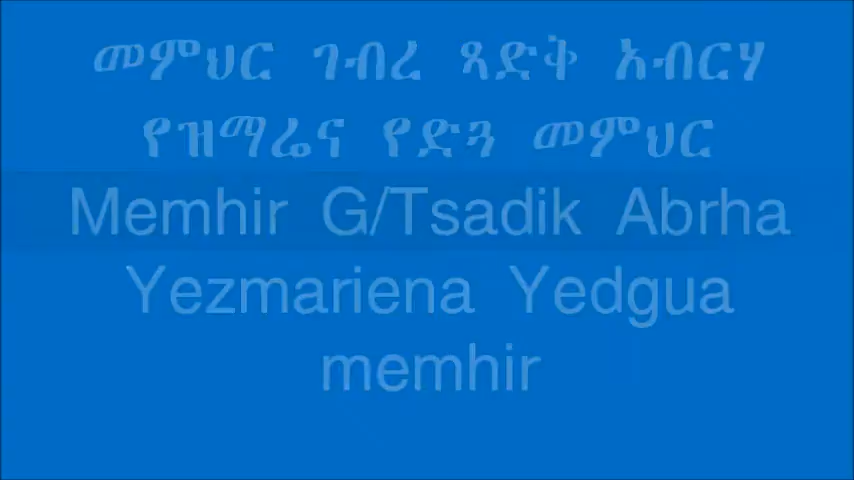 መምህር ገብረ ጻድቅ አብርሃ
የዝማሬና የድጓ መምህር
Memhir G/Tsadik Abrha
Yezmariena Yedgua
memhir